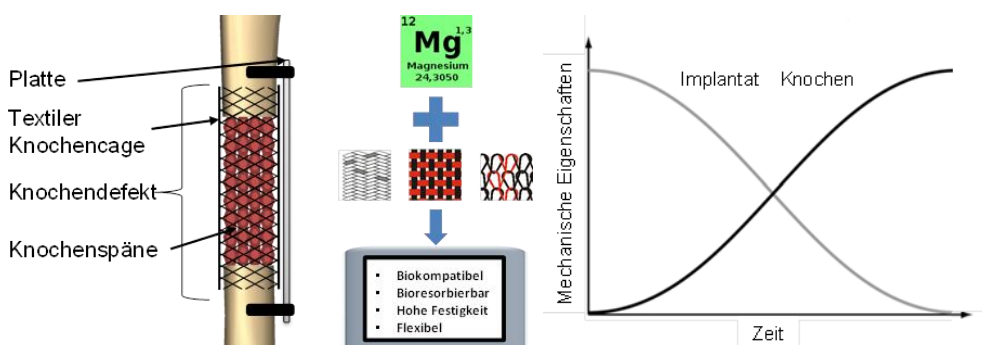 Platte
Textiler
Knochencage
Knochendefekt
Knochenspäne
12
1,3
Mg
Magnesium
24,3050
Biokompatibel
Bioresorbierbar
Hohe Festigkeit
Flexibel
Mechanische Eigenschaften
Implantat Knochen
Zeit